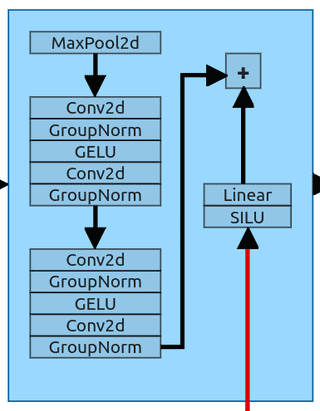 MaxPool2d
Conv2d
GroupNorm
GELU
Conv2d
GroupNorm
Conv2d
GroupNorm
GELU
Conv2d
GroupNorm
+
Linear
SILU